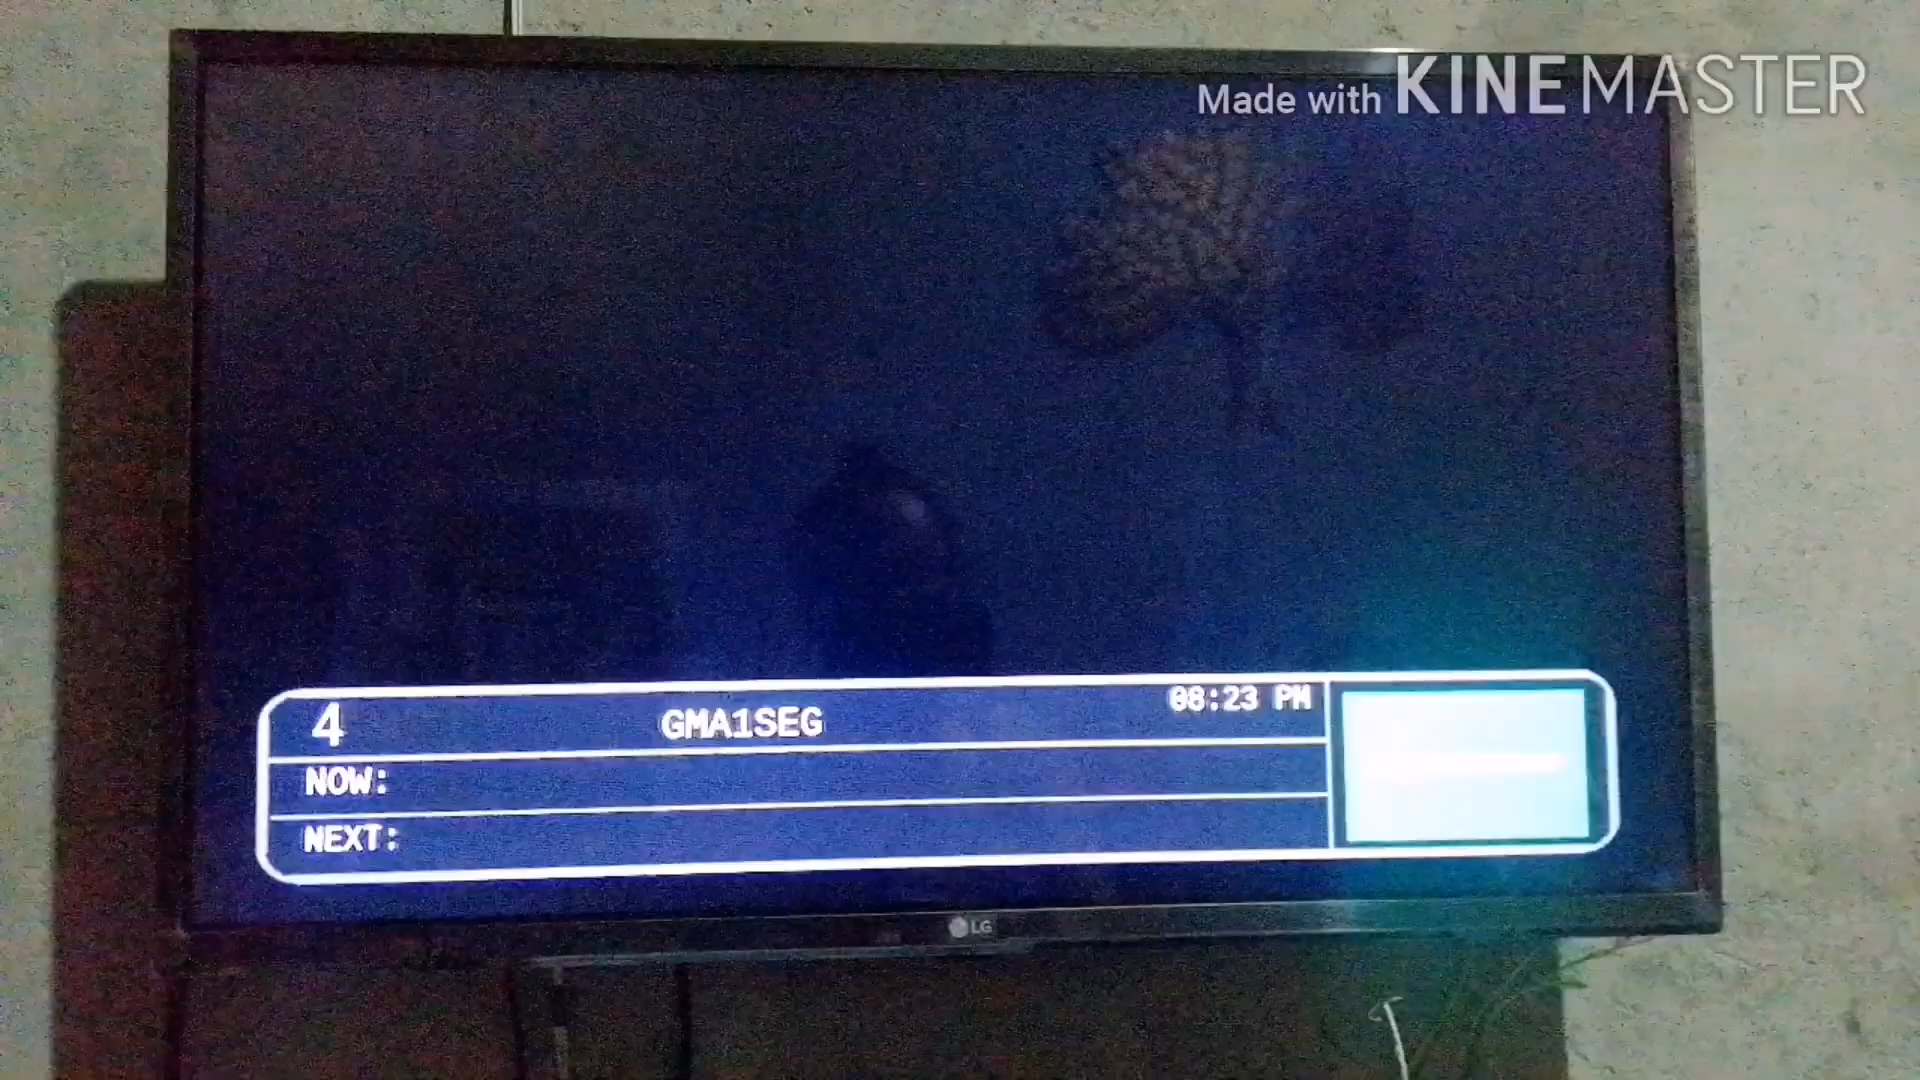 Made with KINEMASTER
4 GMA1SEG 08:23 PM
NOW:
NEXT:
LG